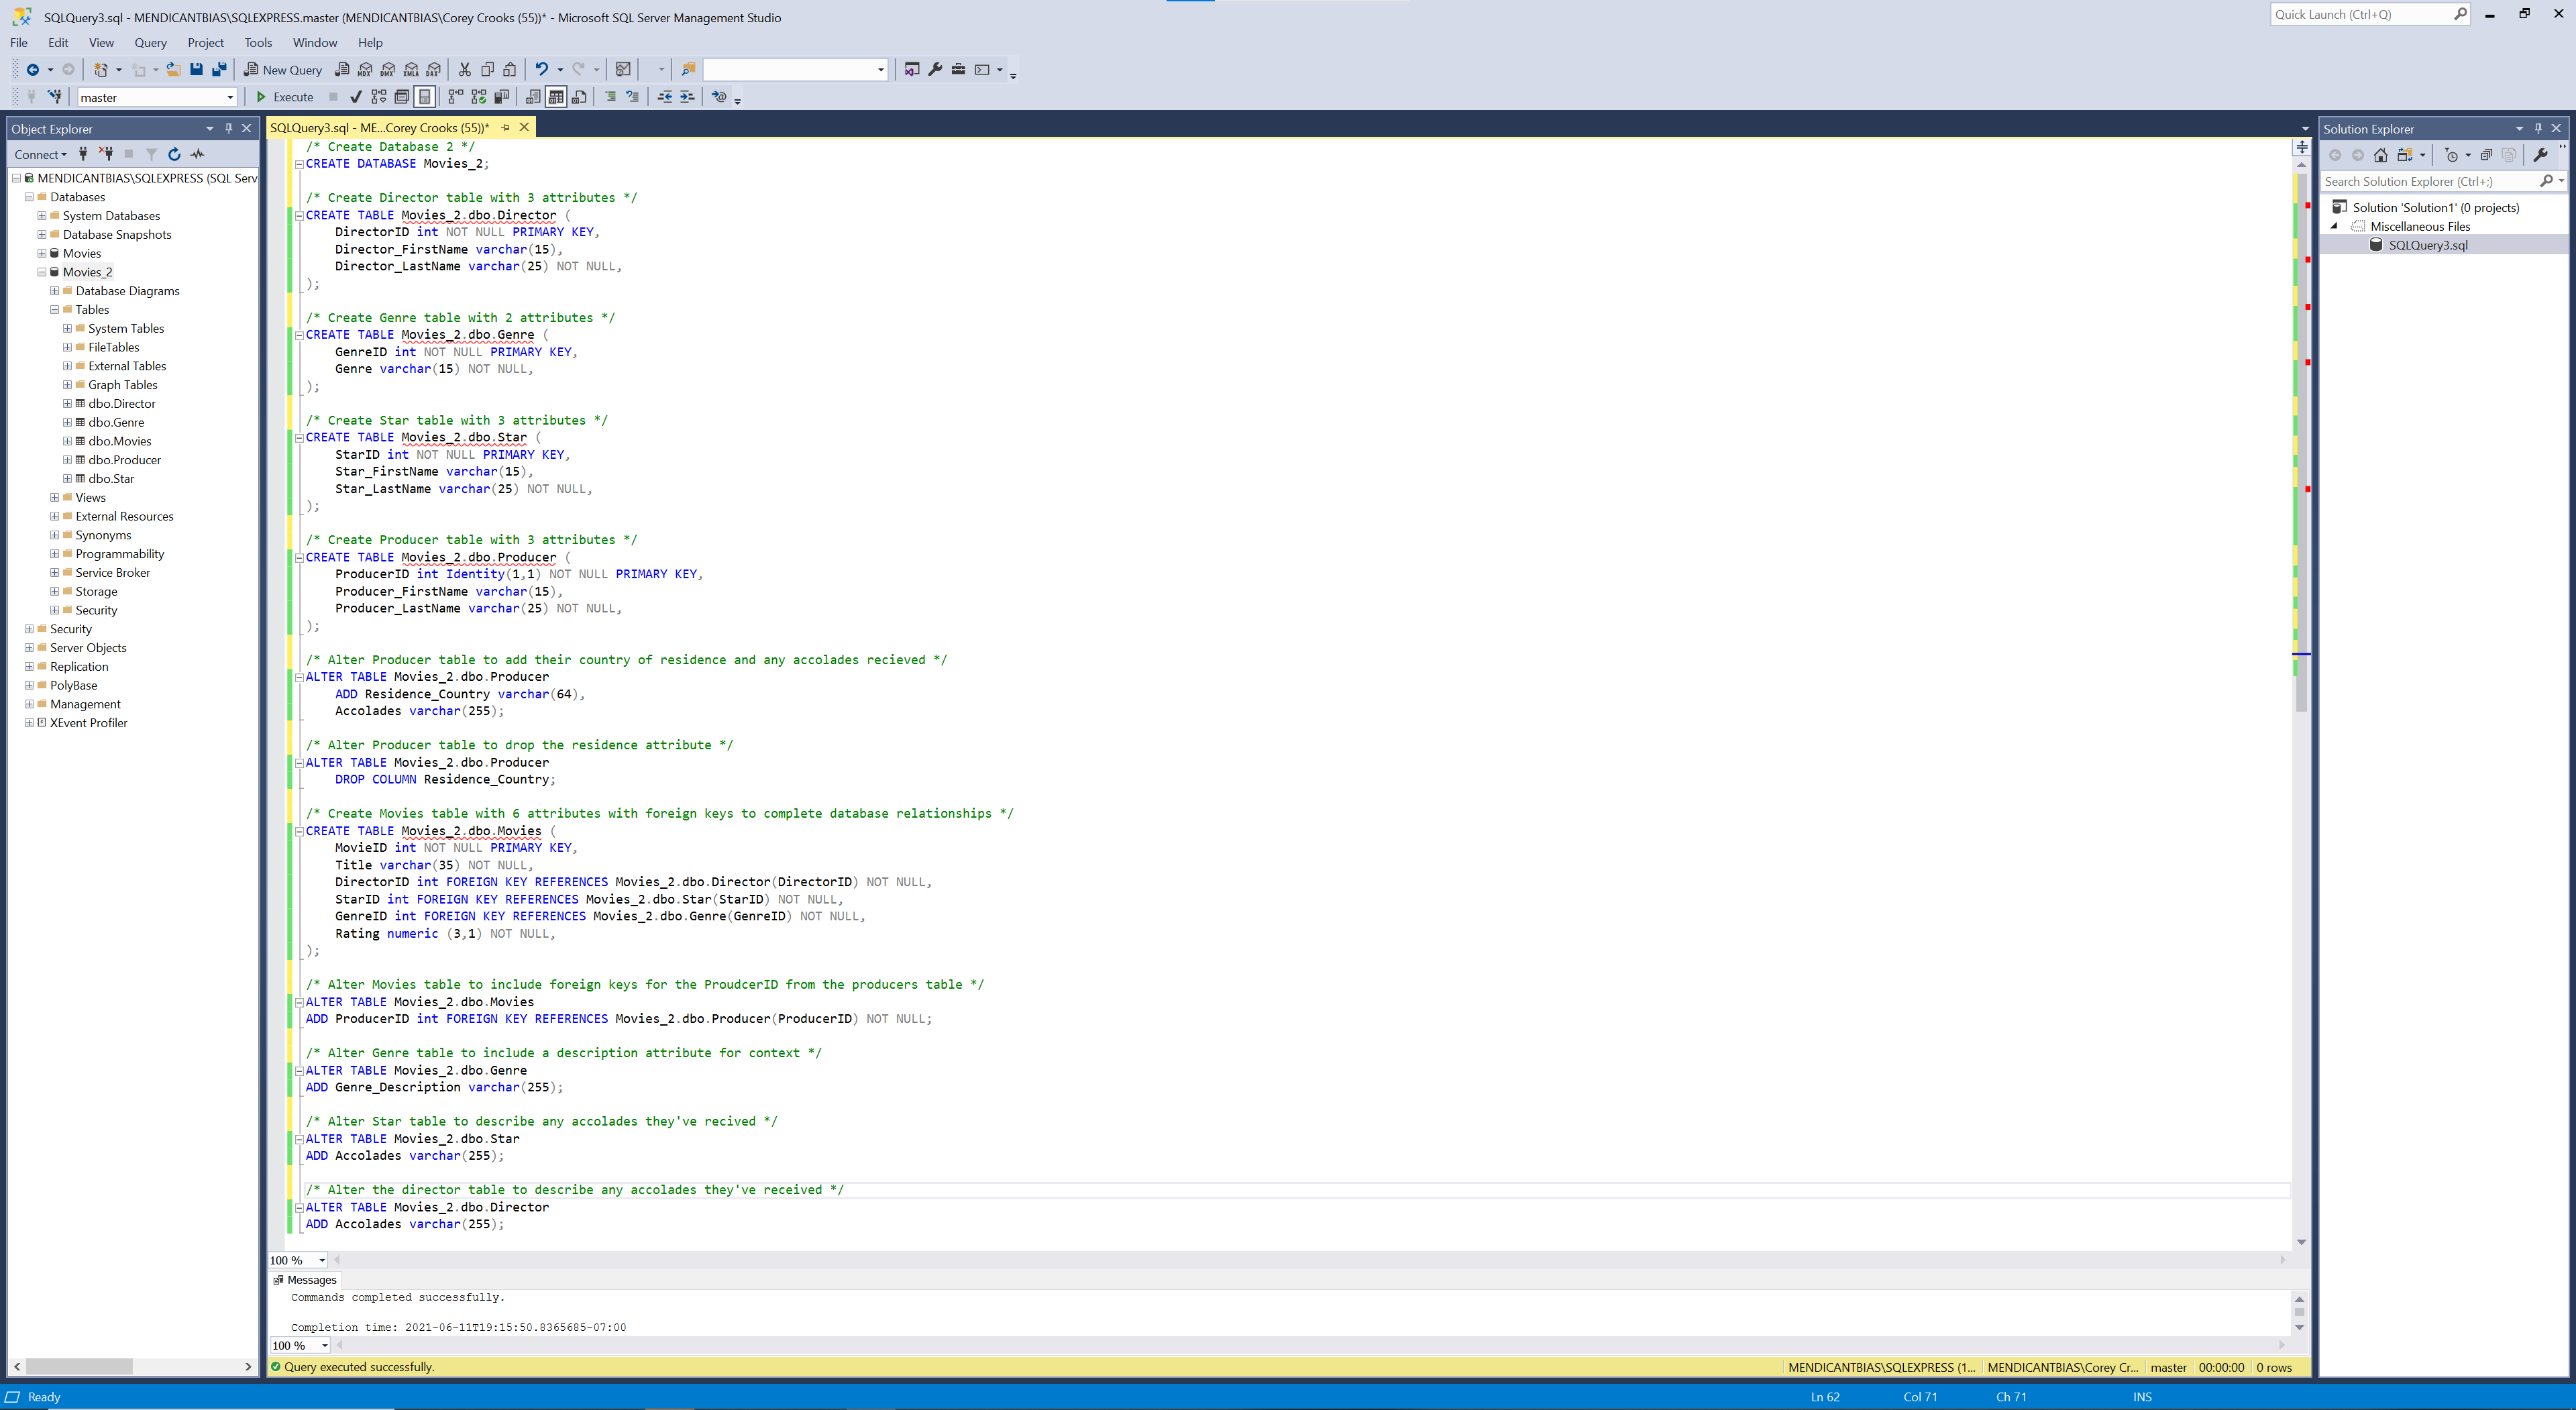 SQLQuery3.sql - MENDICANTBIAS\SQLEXPRESS.master (MENDICANTBIAS\Corey Crooks (55))* - Microsoft SQL Server Management Studio
Quick Launch (Ctrl+Q)
File Edit View Query Project Tools Window Help
New Query MDX DMX XMLA DAX
master Execute
Object Explorer
Connect
MENDICANTBIAS\SQLEXPRESS (SQL Serv
Databases
System Databases
Database Snapshots
Movies
Movies_2
Database Diagrams
Tables
System Tables
FileTables
External Tables
Graph Tables
dbo.Director
dbo.Genre
dbo.Movies
dbo.Producer
dbo.Star
Views
External Resources
Synonyms
Programmability
Service Broker
Storage
Security
Security
Server Objects
Replication
PolyBase
Management
XEvent Profiler
SQLQuery3.sql - ME...Corey Crooks (55))*
/* Create Database 2 */
CREATE DATABASE Movies_2;
/* Create Director table with 3 attributes */
CREATE TABLE Movies_2.dbo.Director (
DirectorID int NOT NULL PRIMARY KEY,
Director_FirstName varchar(15),
Director_LastName varchar(25) NOT NULL,
);
/* Create Genre table with 2 attributes */
CREATE TABLE Movies_2.dbo.Genre (
GenreID int NOT NULL PRIMARY KEY,
Genre varchar(15) NOT NULL,
);
/* Create Star table with 3 attributes */
CREATE TABLE Movies_2.dbo.Star (
StarID int NOT NULL PRIMARY KEY,
Star_FirstName varchar(15),
Star_LastName varchar(25) NOT NULL,
);
/* Create Producer table with 3 attributes */
CREATE TABLE Movies_2.dbo.Producer (
ProducerID int Identity(1,1) NOT NULL PRIMARY KEY,
Producer_FirstName varchar(15),
Producer_LastName varchar(25) NOT NULL,
);
/* Alter Producer table to add their country of residence and any accolades recieved */
ALTER TABLE Movies_2.dbo.Producer
ADD Residence_Country varchar(64),
Accolades varchar(255);
/* Alter Producer table to drop the residence attribute */
ALTER TABLE Movies_2.dbo.Producer
DROP COLUMN Residence_Country;
/* Create Movies table with 6 attributes with foreign keys to complete database relationships */
CREATE TABLE Movies_2.dbo.Movies (
MovieID int NOT NULL PRIMARY KEY,
Title varchar(35) NOT NULL,
DirectorID int FOREIGN KEY REFERENCES Movies_2.dbo.Director(DirectorID) NOT NULL,
StarID int FOREIGN KEY REFERENCES Movies_2.dbo.Star(StarID) NOT NULL,
GenreID int FOREIGN KEY REFERENCES Movies_2.dbo.Genre(GenreID) NOT NULL,
Rating numeric (3,1) NOT NULL,
);
/* Alter Movies table to include foreign keys for the ProudcerID from the producers table */
ALTER TABLE Movies_2.dbo.Movies
ADD ProducerID int FOREIGN KEY REFERENCES Movies_2.dbo.Producer(ProducerID) NOT NULL;
/* Alter Genre table to include a description attribute for context */
ALTER TABLE Movies_2.dbo.Genre
ADD Genre_Description varchar(255);
/* Alter Star table to describe any accolades they've recived */
ALTER TABLE Movies_2.dbo.Star
ADD Accolades varchar(255);
/* Alter the director table to describe any accolades they've received */
ALTER TABLE Movies_2.dbo.Director
ADD Accolades varchar(255);
100 %
Messages
Commands completed successfully.
Completion time: 2021-06-11T19:15:50.8365685-07:00
100 %
Query executed successfully. MENDICANTBIAS\SQLEXPRESS (1... MENDICANTBIAS\Corey Cr... master 00:00:00 0 rows
Solution Explorer
Search Solution Explorer (Ctrl+;)
Solution 'Solution1' (0 projects)
Miscellaneous Files
SQLQuery3.sql
Ready Ln 62 Col 71 Ch 71 INS